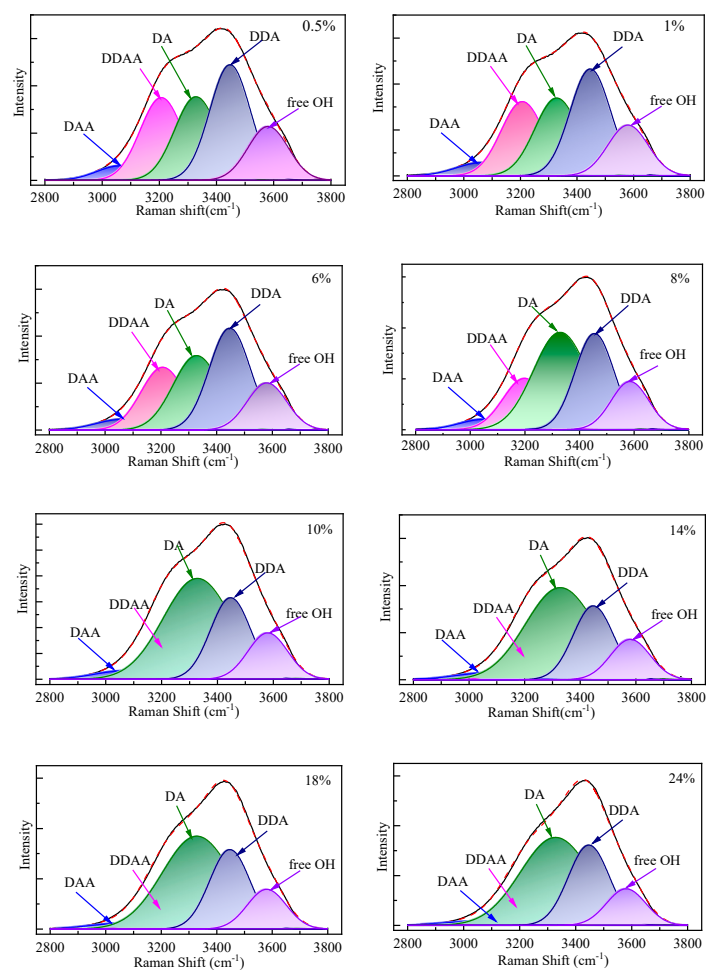 0.5%
DDA
DA
DDAA
free OH
DAA
Intensity
2800 3000 3200 3400 3600 3800
Raman shift(cm-1)
1%
DDA
DA
DDAA
free OH
DAA
Intensity
2800 3000 3200 3400 3600 3800
Raman Shift(cm-1)
6%
DDA
DA
DDAA
free OH
DAA
Intensity
2800 3000 3200 3400 3600 3800
Raman Shift (cm-1)
8%
DDA
DA
DDAA
free OH
DAA
Intensity
2800 3000 3200 3400 3600 3800
Raman Shift(cm-1)
10%
DA
DDA
DDAA
free OH
DAA
Intensity
2800 3000 3200 3400 3600 3800
Raman Shift (cm-1)
14%
DA
DDA
DDAA
free OH
DAA
Intensity
2800 3000 3200 3400 3600 3800
Raman Shift(cm-1)
18%
DA
DDA
DDAA
free OH
DAA
Intensity
2800 3000 3200 3400 3600 3800
Raman Shift (cm-1)
24%
DA
DDA
DDAA
free OH
DAA
Intensity
2800 3000 3200 3400 3600 3800
Raman Shift(cm-1)